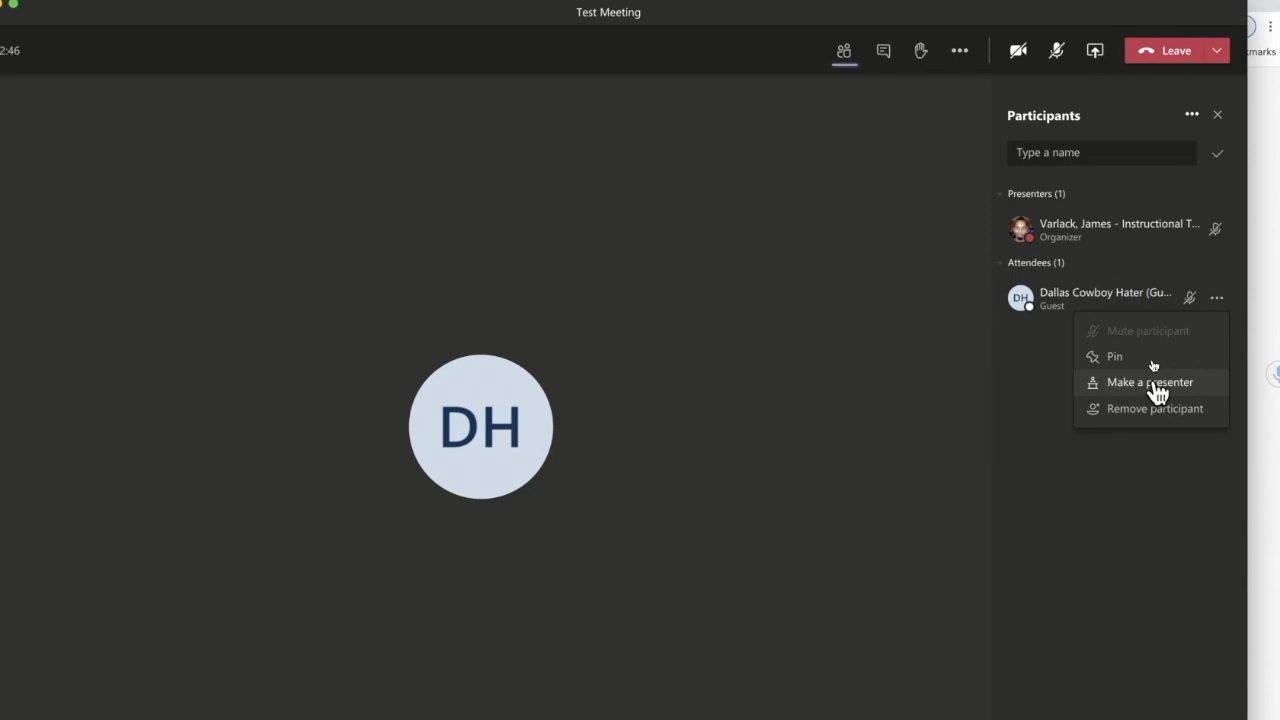 Test Meeting
2:46
Leave
marks
Participants
Type a name
Presenters (1)
Varlack, James - Instructional T...
Organizer
Attendees (1)
DH
Dallas Cowboy Hater (Gu...
Guest
Mute participant
Pin
Make a presenter
Remove participant
DH